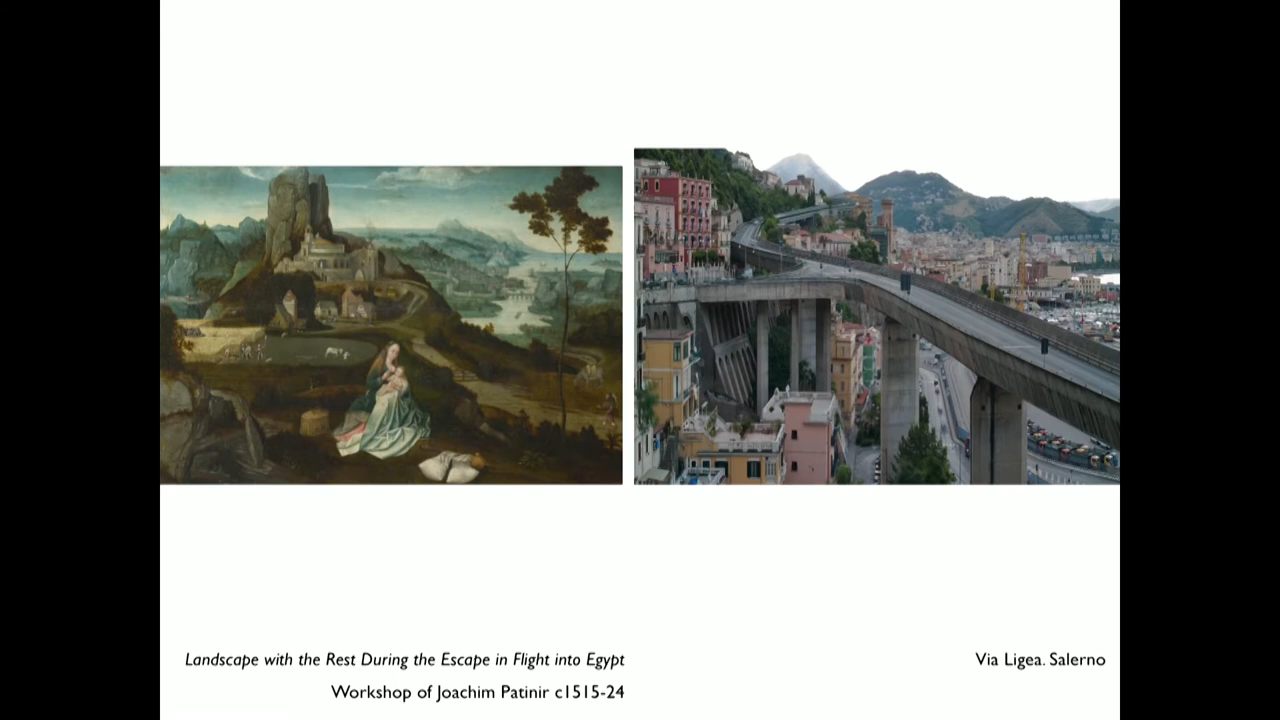 Landscape with the Rest During the Escape in Flight into Egypt
Workshop of Joachim Patinir c1515-24
Via Ligea. Salerno